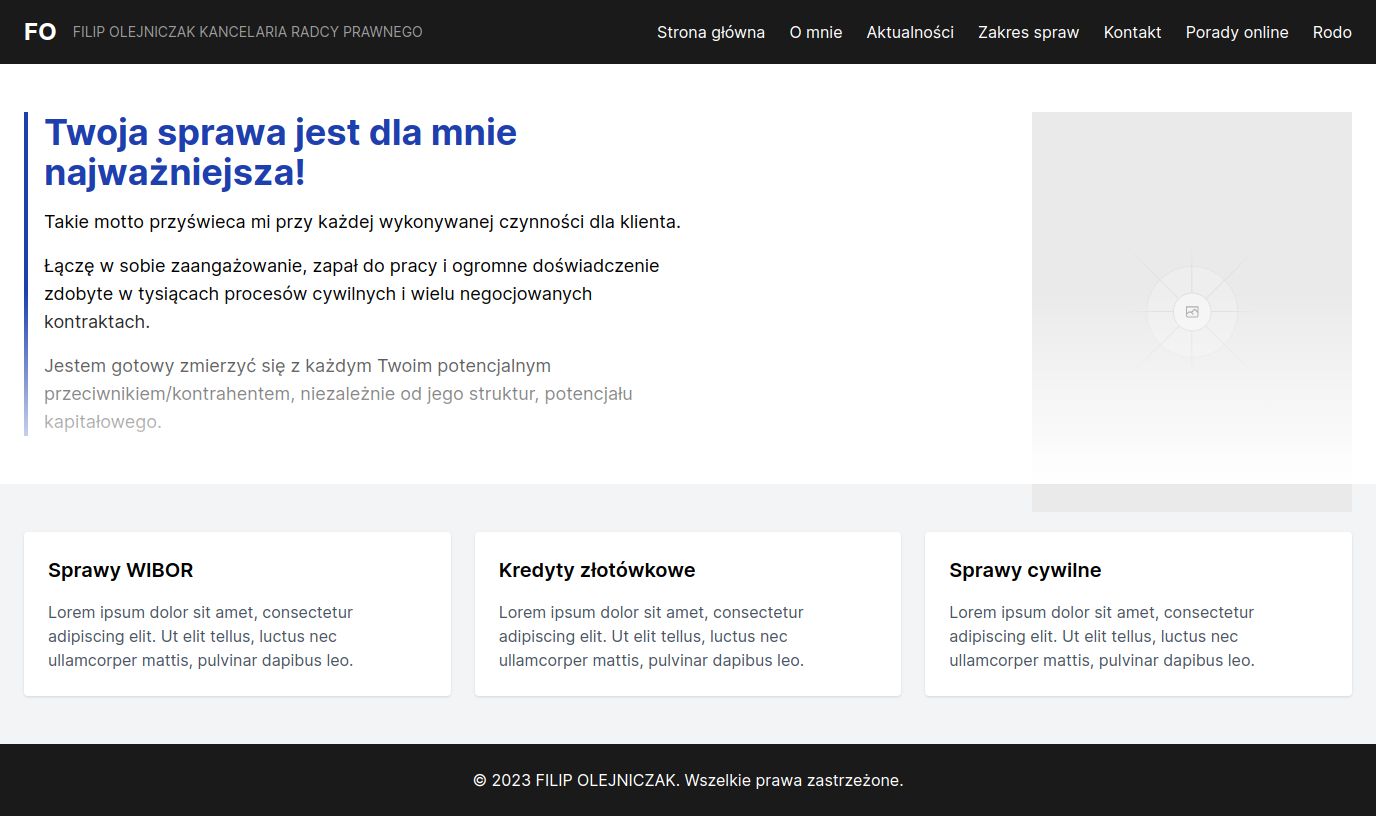 FO FILIP OLEJNICZAK KANCELARIA RADCY PRAWNEGO Strona główna O mnie Aktualności Zakres spraw Kontakt Porady online Rodo
Twoja sprawa jest dla mnie
najważniejsza!
Takie motto przyświeca mi przy każdej wykonywanej czynności dla klienta.
Łączę w sobie zaangażowanie, zapał do pracy i ogromne doświadczenie
zdobyte w tysiącach procesów cywilnych i wielu negocjowanych
kontraktach.
Jestem gotowy zmierzyć się z każdym Twoim potencjalnym
przeciwnikiem/kontrahentem, niezależnie od jego struktur, potencjału
kapitałowego.
Sprawy WIBOR
Lorem ipsum dolor sit amet, consectetur
adipiscing elit. Ut elit tellus, luctus nec
ullamcorper mattis, pulvinar dapibus leo.
Kredyty złotówkowe
Lorem ipsum dolor sit amet, consectetur
adipiscing elit. Ut elit tellus, luctus nec
ullamcorper mattis, pulvinar dapibus leo.
Sprawy cywilne
Lorem ipsum dolor sit amet, consectetur
adipiscing elit. Ut elit tellus, luctus nec
ullamcorper mattis, pulvinar dapibus leo.
© 2023 FILIP OLEJNICZAK. Wszelkie prawa zastrzeżone.